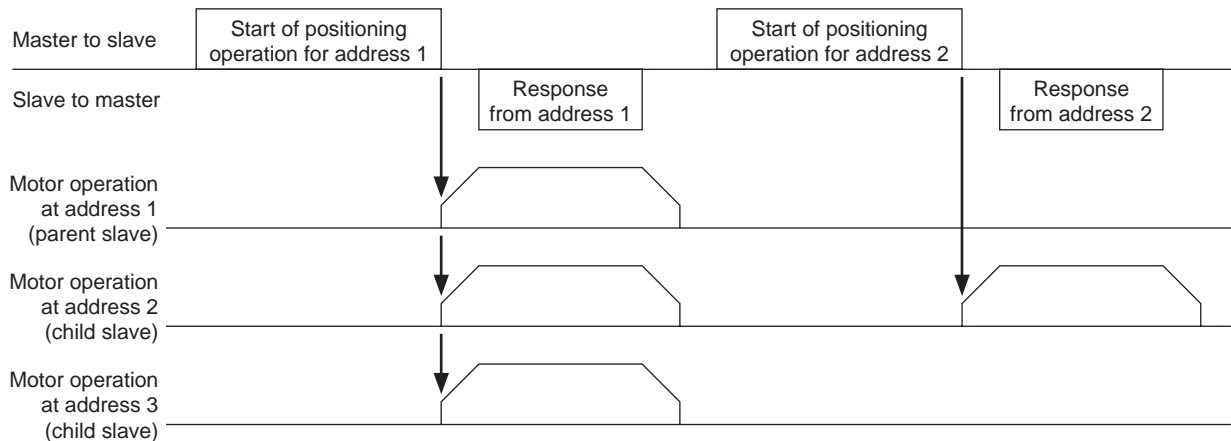 Master to slave
Start of positioning
operation for address 1
Start of positioning
operation for address 2
Slave to master
Response
from address 1
Response
from address 2
Motor operation
at address 1
(parent slave)
Motor operation
at address 2
(child slave)
Motor operation
at address 3
(child slave)